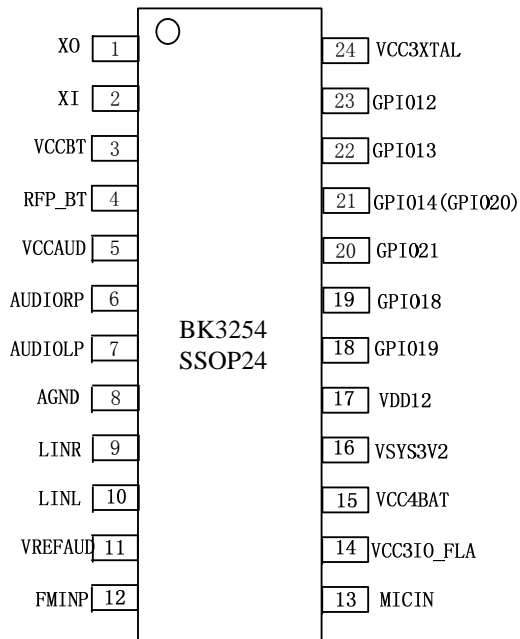 XO 1
24 VCC3XTAL
XI 2
23 GPIO12
VCCBT 3
22 GPIO13
RFP_BT 4
21 GPIO14(GPIO20)
VCCAUD 5
20 GPIO21
AUDIORP 6
19 GPIO18
BK3254
AUDIOLP 7
18 GPIO19
SSOP24
AGND 8
17 VDD12
LINR 9
16 VSYS3V2
LINL 10
15 VCC4BAT
VREFAUD 11
14 VCC3IO_FLA
FMINP 12
13 MICIN